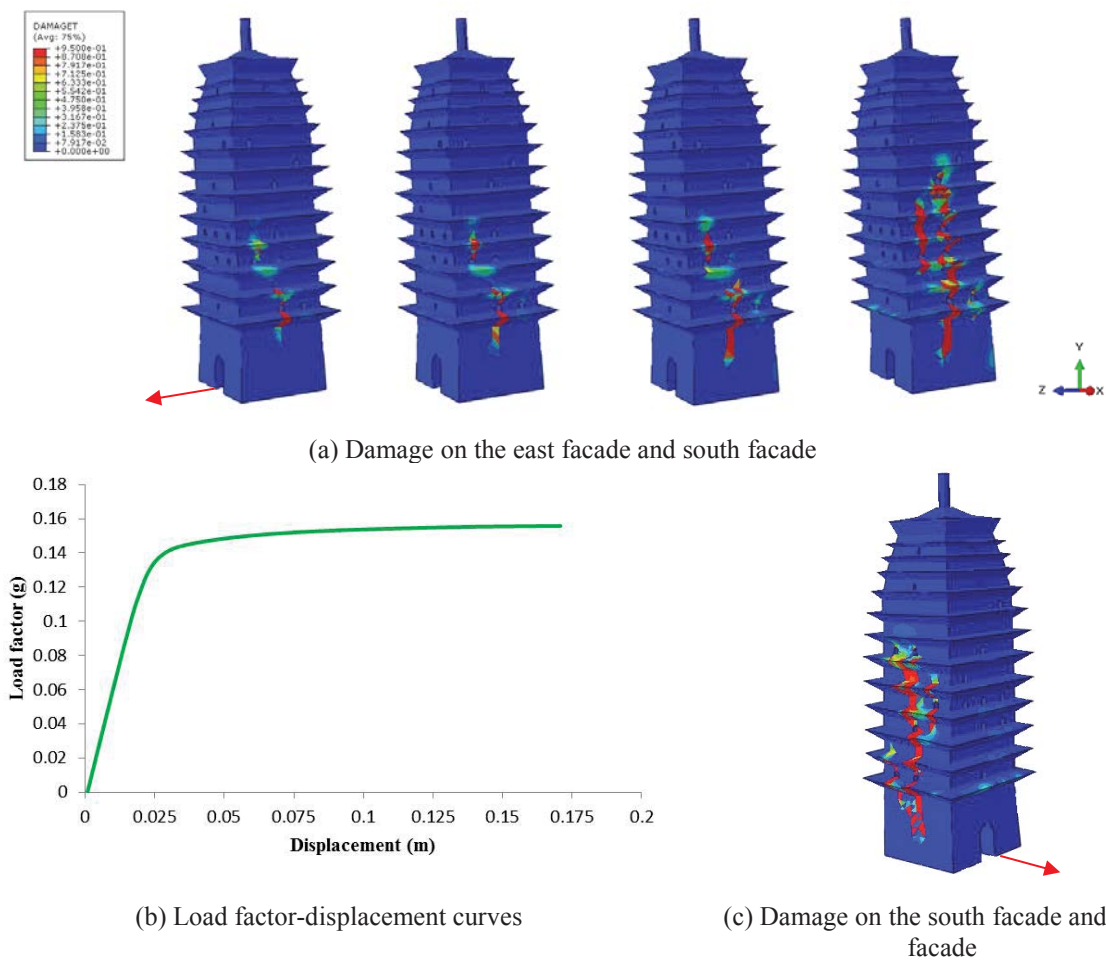 DAMAGET
(Avg: 75%)
+9.500e-01
+8.708e-01
+7.917e-01
+7.125e-01
+6.333e-01
+5.542e-01
+4.750e-01
+3.958e-01
+3.167e-01
+2.375e-01
+1.583e-01
+7.917e-02
+0.000e+00
Y
Z X
(a) Damage on the east facade and south facade
0.18
0.16
0.14
0.12
0.1
0.08
0.06
0.04
0.02
0
Load factor (g)
0 0.025 0.05 0.075 0.1 0.125 0.15 0.175 0.2
Displacement (m)
(b) Load factor-displacement curves
(c) Damage on the south facade and
facade